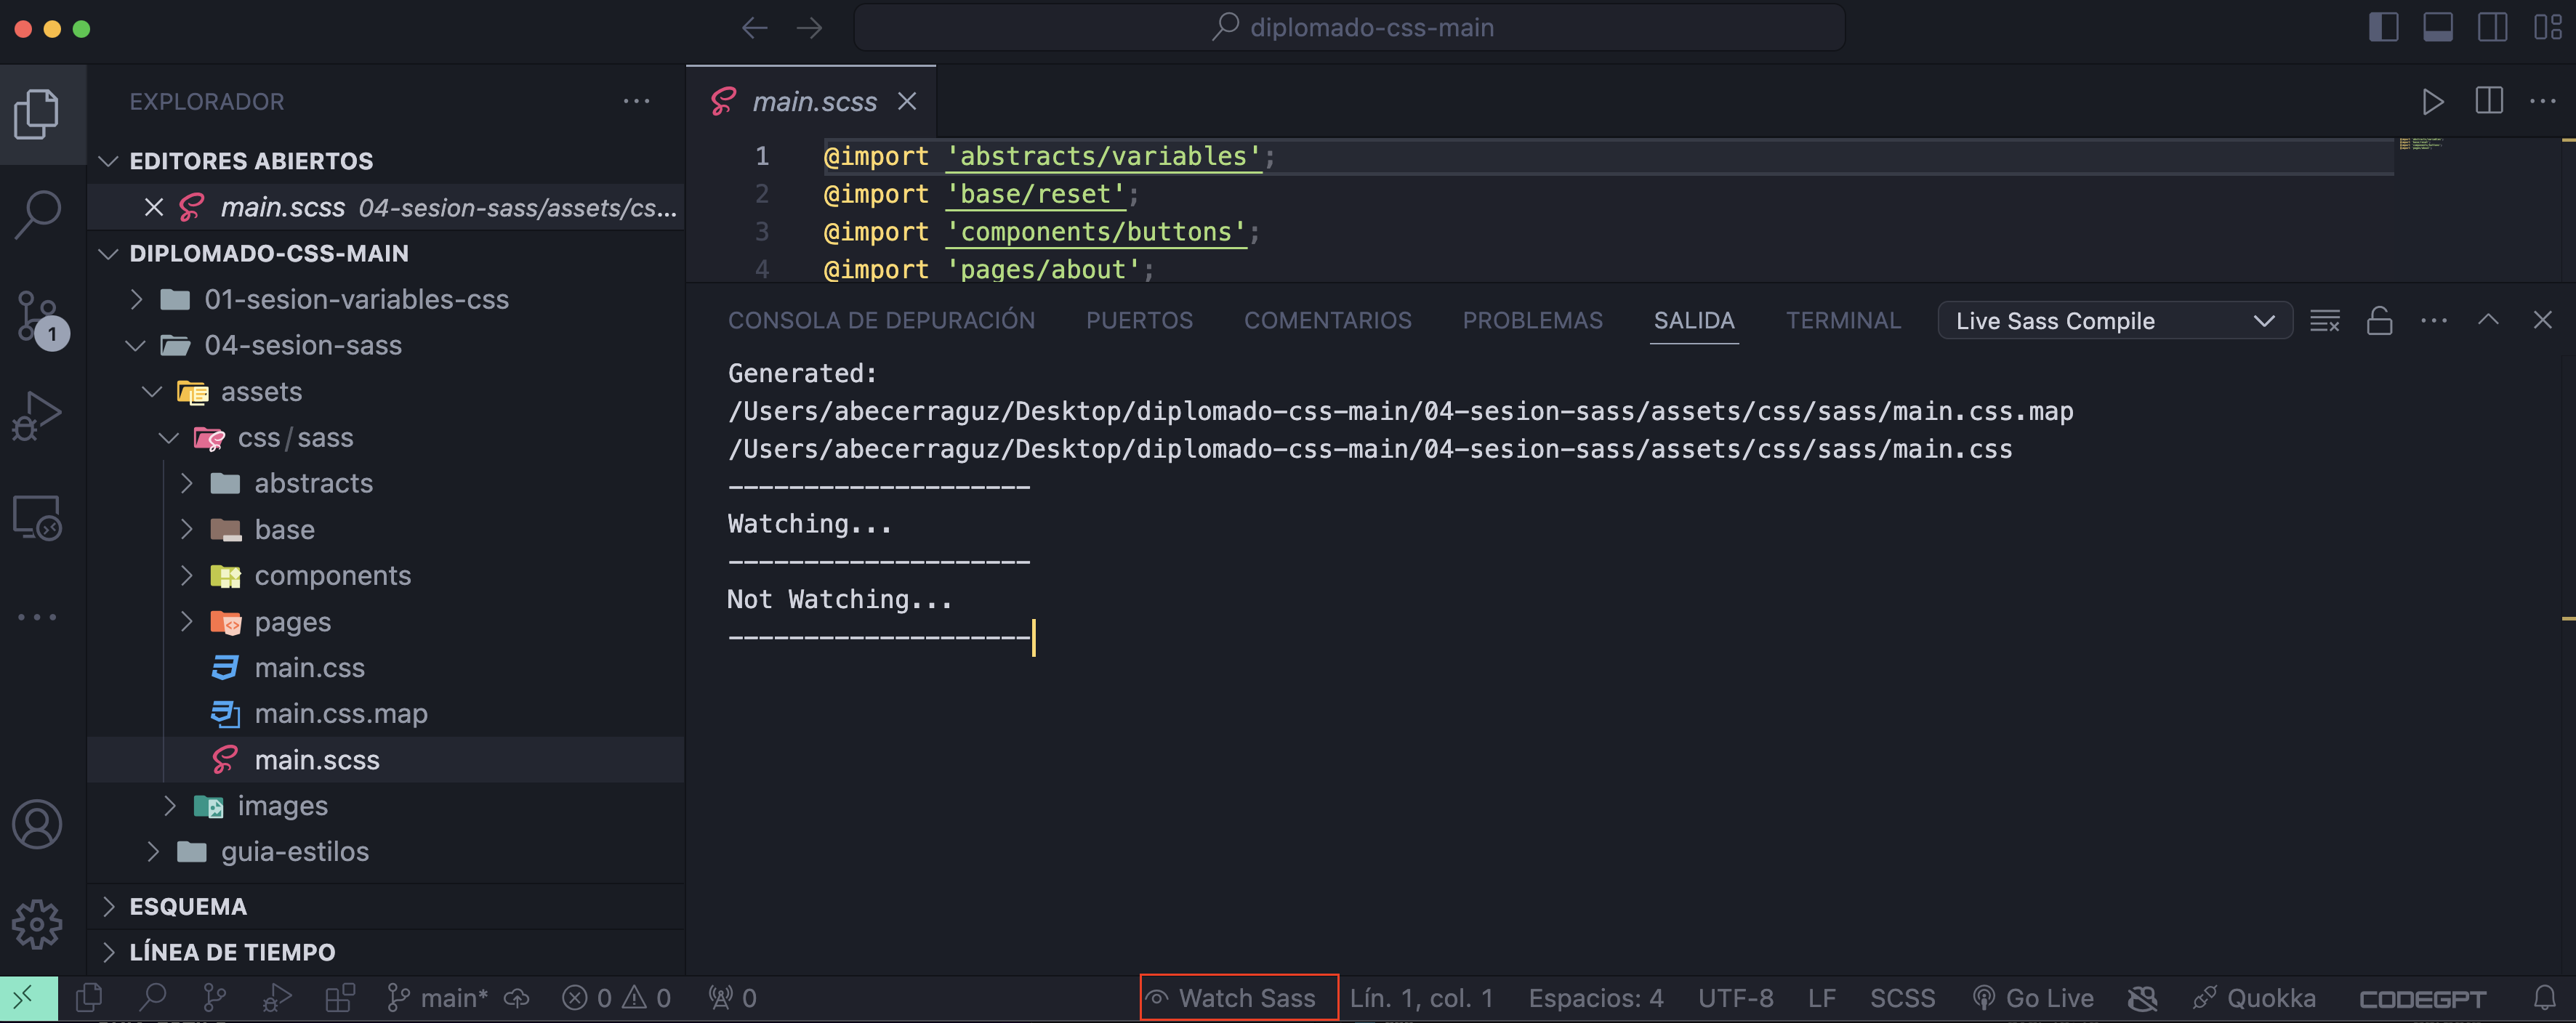 diplomado-css-main
EXPLORADOR
EDITORES ABIERTOS
main.scss 04-sesion-sass/assets/cs...
DIPLOMADO-CSS-MAIN
01-sesion-variables-css
04-sesion-sass
assets
css/sass
abstracts
base
components
pages
main.css
main.css.map
main.scss
images
guia-estilos
ESQUEMA
LÍNEA DE TIEMPO
1
main.scss
1 @import 'abstracts/variables';
2 @import 'base/reset';
3 @import 'components/buttons';
4 @import 'pages/about';
CONSOLA DE DEPURACIÓN PUERTOS COMENTARIOS PROBLEMAS SALIDA TERMINAL Live Sass Compile
Generated:
/Users/abecerraguz/Desktop/diplomado-css-main/04-sesion-sass/assets/css/sass/main.css.map
/Users/abecerraguz/Desktop/diplomado-css-main/04-sesion-sass/assets/css/sass/main.css
--------------------
Watching...
--------------------
Not Watching...
--------------------
main* 0 0 0 Watch Sass Lín. 1, col. 1 Espacios: 4 UTF-8 LF SCSS Go Live Quokka CODEGPT